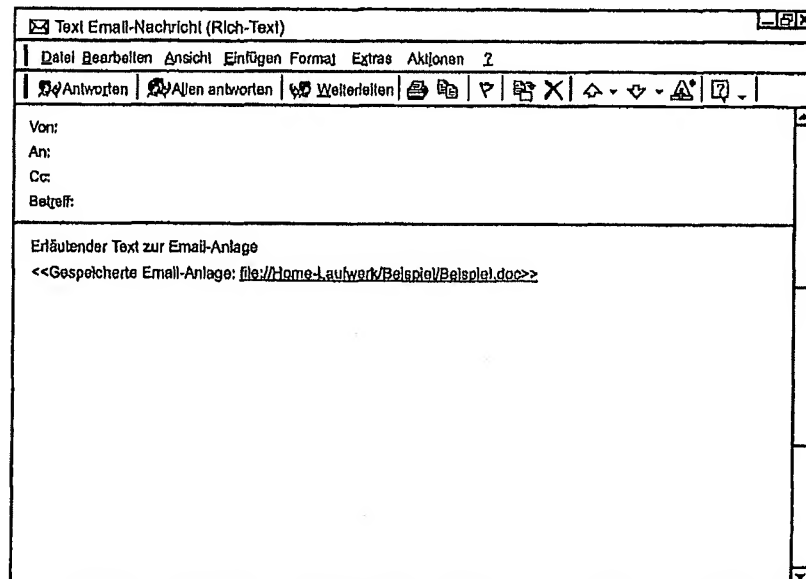 Text Email-Nachricht (Rich-Text)
Datei Bearbeiten Ansicht Einfügen Format Extras Aktionen ?
Antworten Allen antworten Weiterleiten
Von:
An:
Cc:
Betreff:
Erläutender Text zur Email-Anlage
<<Gespeicherte Email-Anlage: file://Home-Laufwerk/Beispiel/Beispiel.doc>>